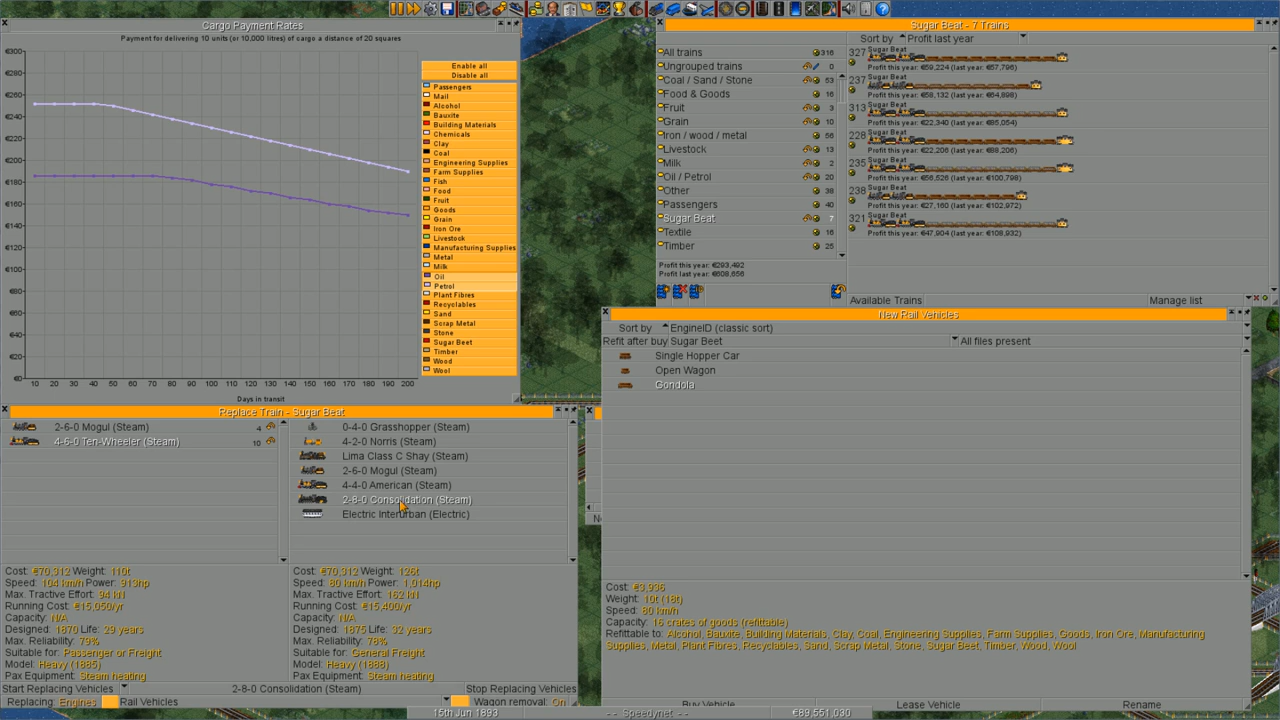 Cargo Payment Rates
Payment for delivering 10 units (or 10,000 litres) of cargo a distance of 20 squares
€300
€280
€260
€240
€220
€200
€180
€160
€140
€120
€100
€80
€60
€40
€20
€0
10 20 30 40 50 60 70 80 90 100 110 120 130 140 150 160 170 180 190 200
Days in transit
Enable all
Disable all
Passengers
Mail
Alcohol
Bauxite
Building Materials
Chemicals
Clay
Coal
Engineering Supplies
Farm Supplies
Fish
Food
Fruit
Goods
Grain
Iron Ore
Livestock
Manufacturing Supplies
Metal
Milk
Oil
Petrol
Plant Fibres
Recyclables
Sand
Scrap Metal
Stone
Sugar Beet
Timber
Wood
Wool
Sugar Beat - 7 Trains
Sort by Profit last year
All trains 316
Ungrouped trains 0
Coal / Sand / Stone 53
Food & Goods 16
Fruit 3
Grain 10
Iron / wood / metal 56
Livestock 13
Milk 2
Oil / Petrol 20
Other 38
Passengers 40
Sugar Beat 7
Textile 16
Timber 25
Profit this year: €293,492
Profit last year: €608,656
327 Sugar Beat
Profit this year: €59,224 (last year: €57,796)
237 Sugar Beat
Profit this year: €58,132 (last year: €64,898)
313 Sugar Beat
Profit this year: €22,340 (last year: €85,054)
228 Sugar Beat
Profit this year: €22,206 (last year: €88,206)
235 Sugar Beat
Profit this year: €56,526 (last year: €100,798)
238 Sugar Beat
Profit this year: €27,160 (last year: €102,972)
321 Sugar Beat
Profit this year: €47,904 (last year: €108,932)
Available Trains Manage list
New Rail Vehicles
Sort by EngineID (classic sort)
Refit after buy Sugar Beet All files present
Single Hopper Car
Open Wagon
Gondola
Cost: €3,936
Weight: 10t (18t)
Speed: 80 km/h
Capacity: 16 crates of goods (refittable)
Refittable to: Alcohol, Bauxite, Building Materials, Clay, Coal, Engineering Supplies, Farm Supplies, Goods, Iron Ore, Manufacturing
Supplies, Metal, Plant Fibres, Recyclables, Sand, Scrap Metal, Stone, Sugar Beet, Timber, Wood, Wool
Buy Vehicle Lease Vehicle Rename
Replace Train - Sugar Beat
2-6-0 Mogul (Steam) 4
4-6-0 Ten-Wheeler (Steam) 10
0-4-0 Grasshopper (Steam)
4-2-0 Norris (Steam)
Lima Class C Shay (Steam)
2-6-0 Mogul (Steam)
4-4-0 American (Steam)
2-8-0 Consolidation (Steam)
Electric Interurban (Electric)
Cost: €70,312 Weight: 110t
Speed: 104 km/h Power: 913hp
Max. Tractive Effort: 94 kN
Running Cost: €15,050/yr
Capacity: N/A
Designed: 1870 Life: 29 years
Max. Reliability: 79%
Suitable for: Passenger or Freight
Model: Heavy (1885)
Pax Equipment: Steam heating
Cost: €70,312 Weight: 126t
Speed: 80 km/h Power: 1,014hp
Max. Tractive Effort: 162 kN
Running Cost: €15,400/yr
Capacity: N/A
Designed: 1875 Life: 32 years
Max. Reliability: 78%
Suitable for: General Freight
Model: Heavy (1888)
Pax Equipment: Steam heating
Start Replacing Vehicles 2-8-0 Consolidation (Steam) Stop Replacing Vehicles
Replacing: Engines Rail Vehicles Wagon removal: On
15th Jun 1893 - - Speedynet - - €89,551,030